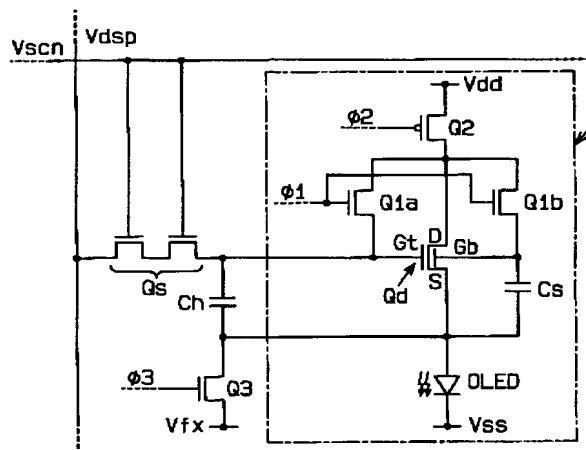 Vdsp
Vscn
Vdd
ϕ2
Q2
ϕ1
Q1a
Q1b
Gt
D
Gb
S
Qs
Qd
Ch
Cs
ϕ3
Q3
OLED
Vfx
Vss